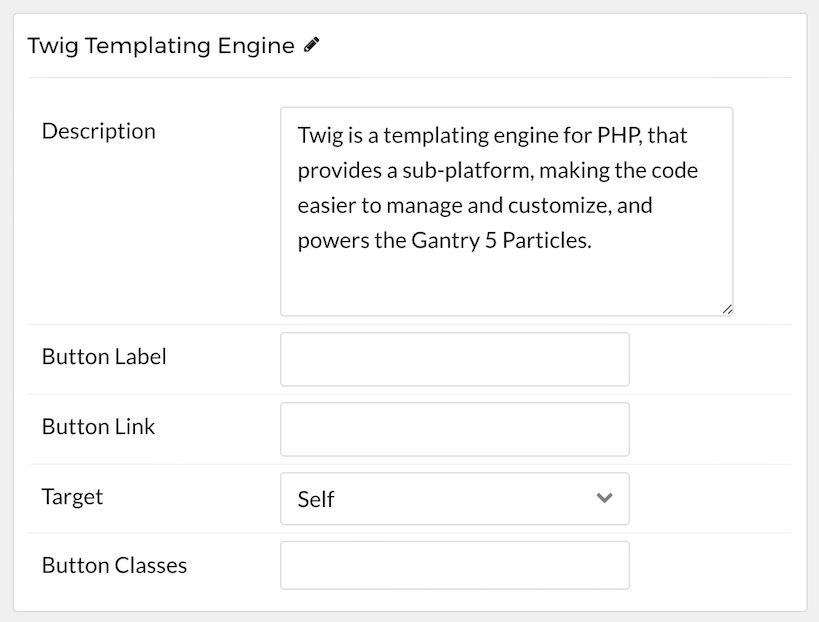 Twig Templating Engine
Description
Twig is a templating engine for PHP, that
provides a sub-platform, making the code
easier to manage and customize, and
powers the Gantry 5 Particles.
Button Label
Button Link
Target
Self
Button Classes